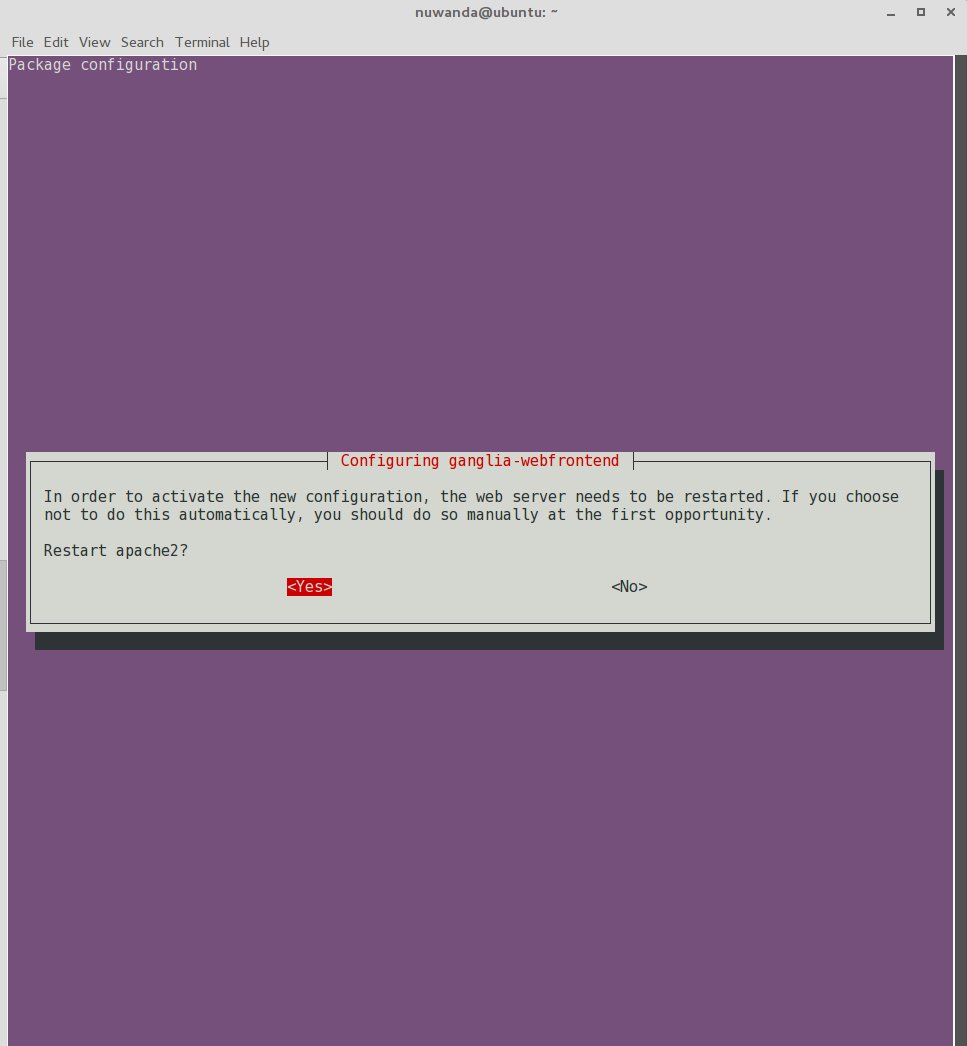 nuwanda@ubuntu: ~
File Edit View Search Terminal Help
Package configuration
Configuring ganglia-webfrontend
In order to activate the new configuration, the web server needs to be restarted. If you choose
not to do this automatically, you should do so manually at the first opportunity.
Restart apache2?
<Yes> <No>